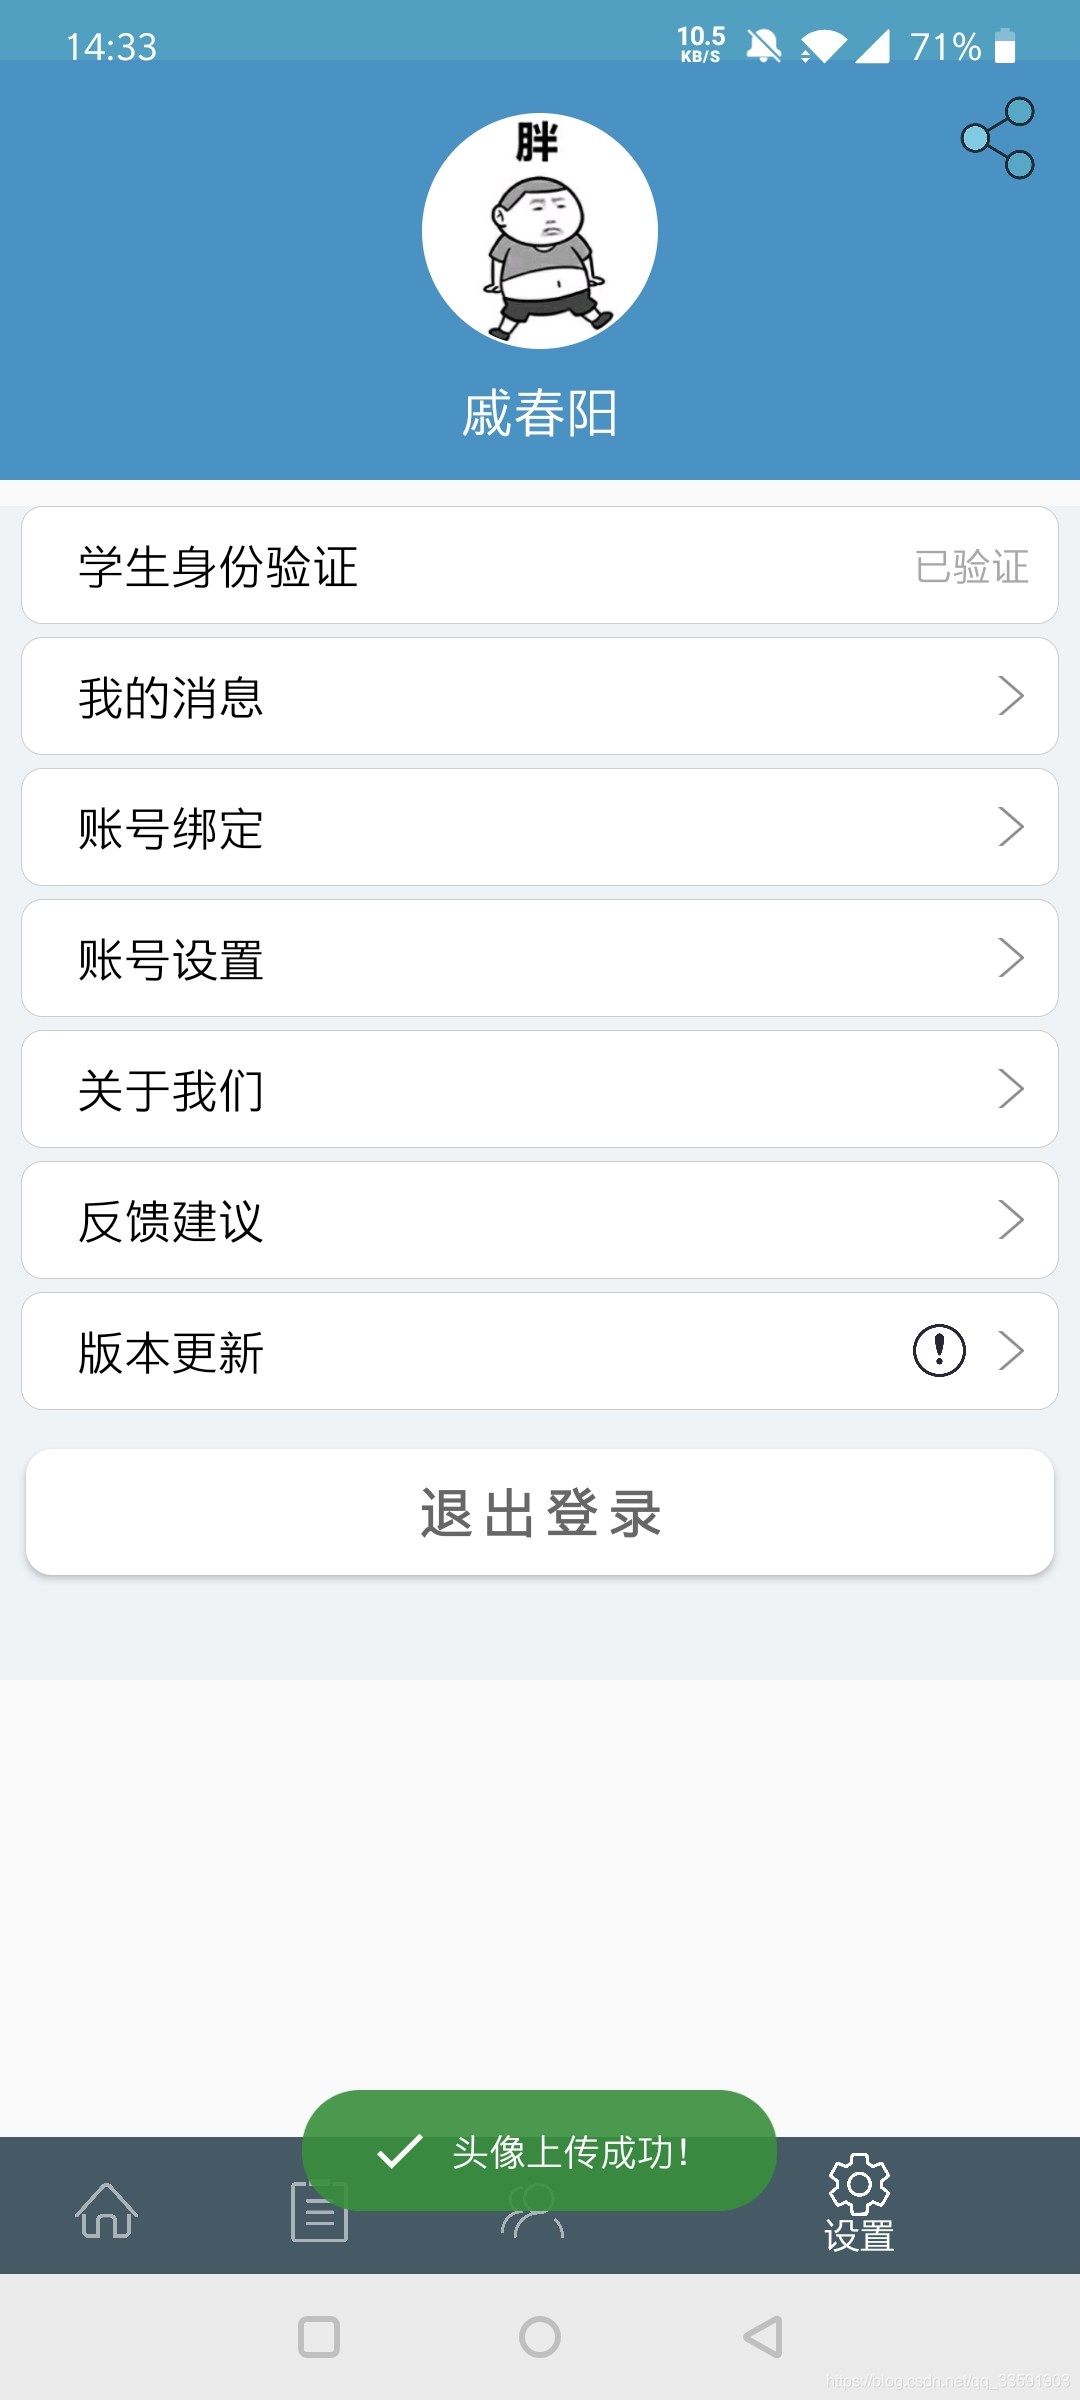 14:33
10.5
KB/S
71%
胖
戚春阳
学生身份验证
已验证
我的消息
账号绑定
账号设置
关于我们
反馈建议
版本更新
退出登录
头像上传成功!
设置
https://blog.csdn.net/qq_33591903